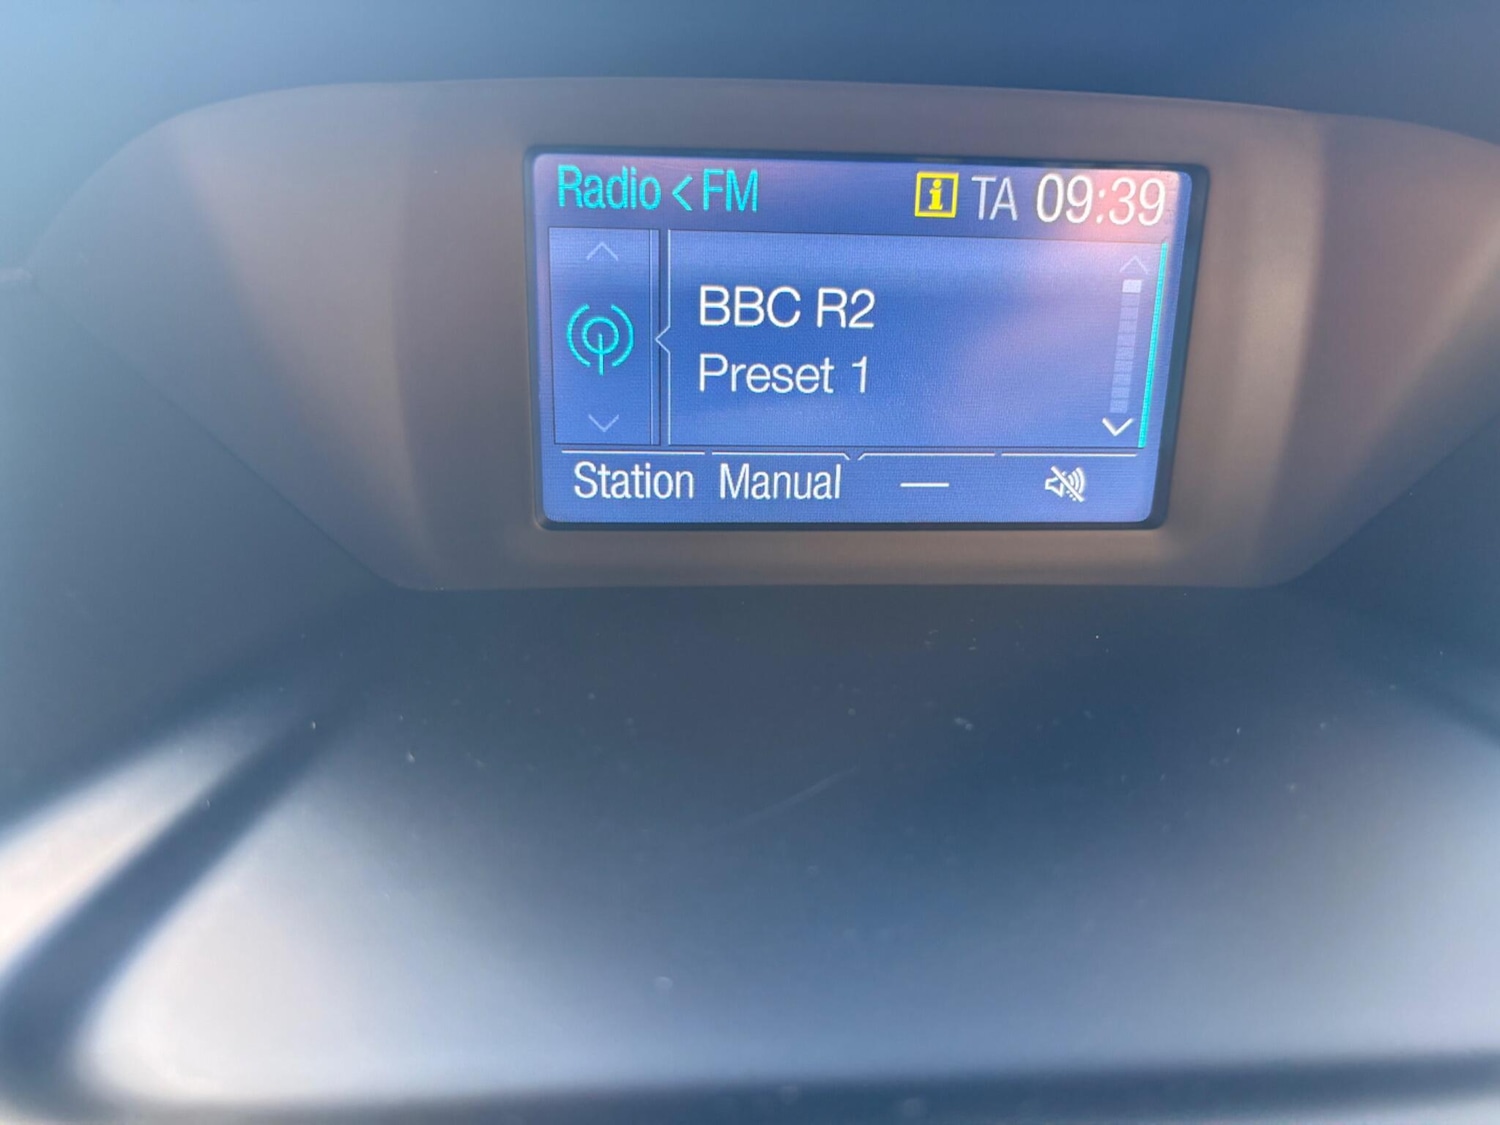 Radio < FM i TA 09:39
BBC R2
Preset 1
Station Manual —